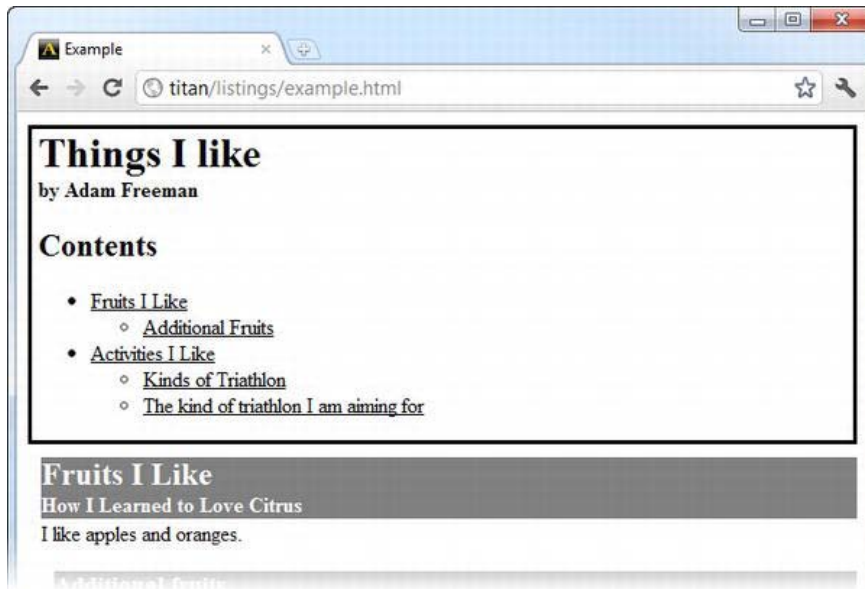 Example
titan/listings/example.html
Things I like
by Adam Freeman
Contents
Fruits I Like
Additional Fruits
Activities I Like
Kinds of Triathlon
The kind of triathlon I am aiming for
Fruits I Like
How I Learned to Love Citrus
I like apples and oranges.
Additional fruits